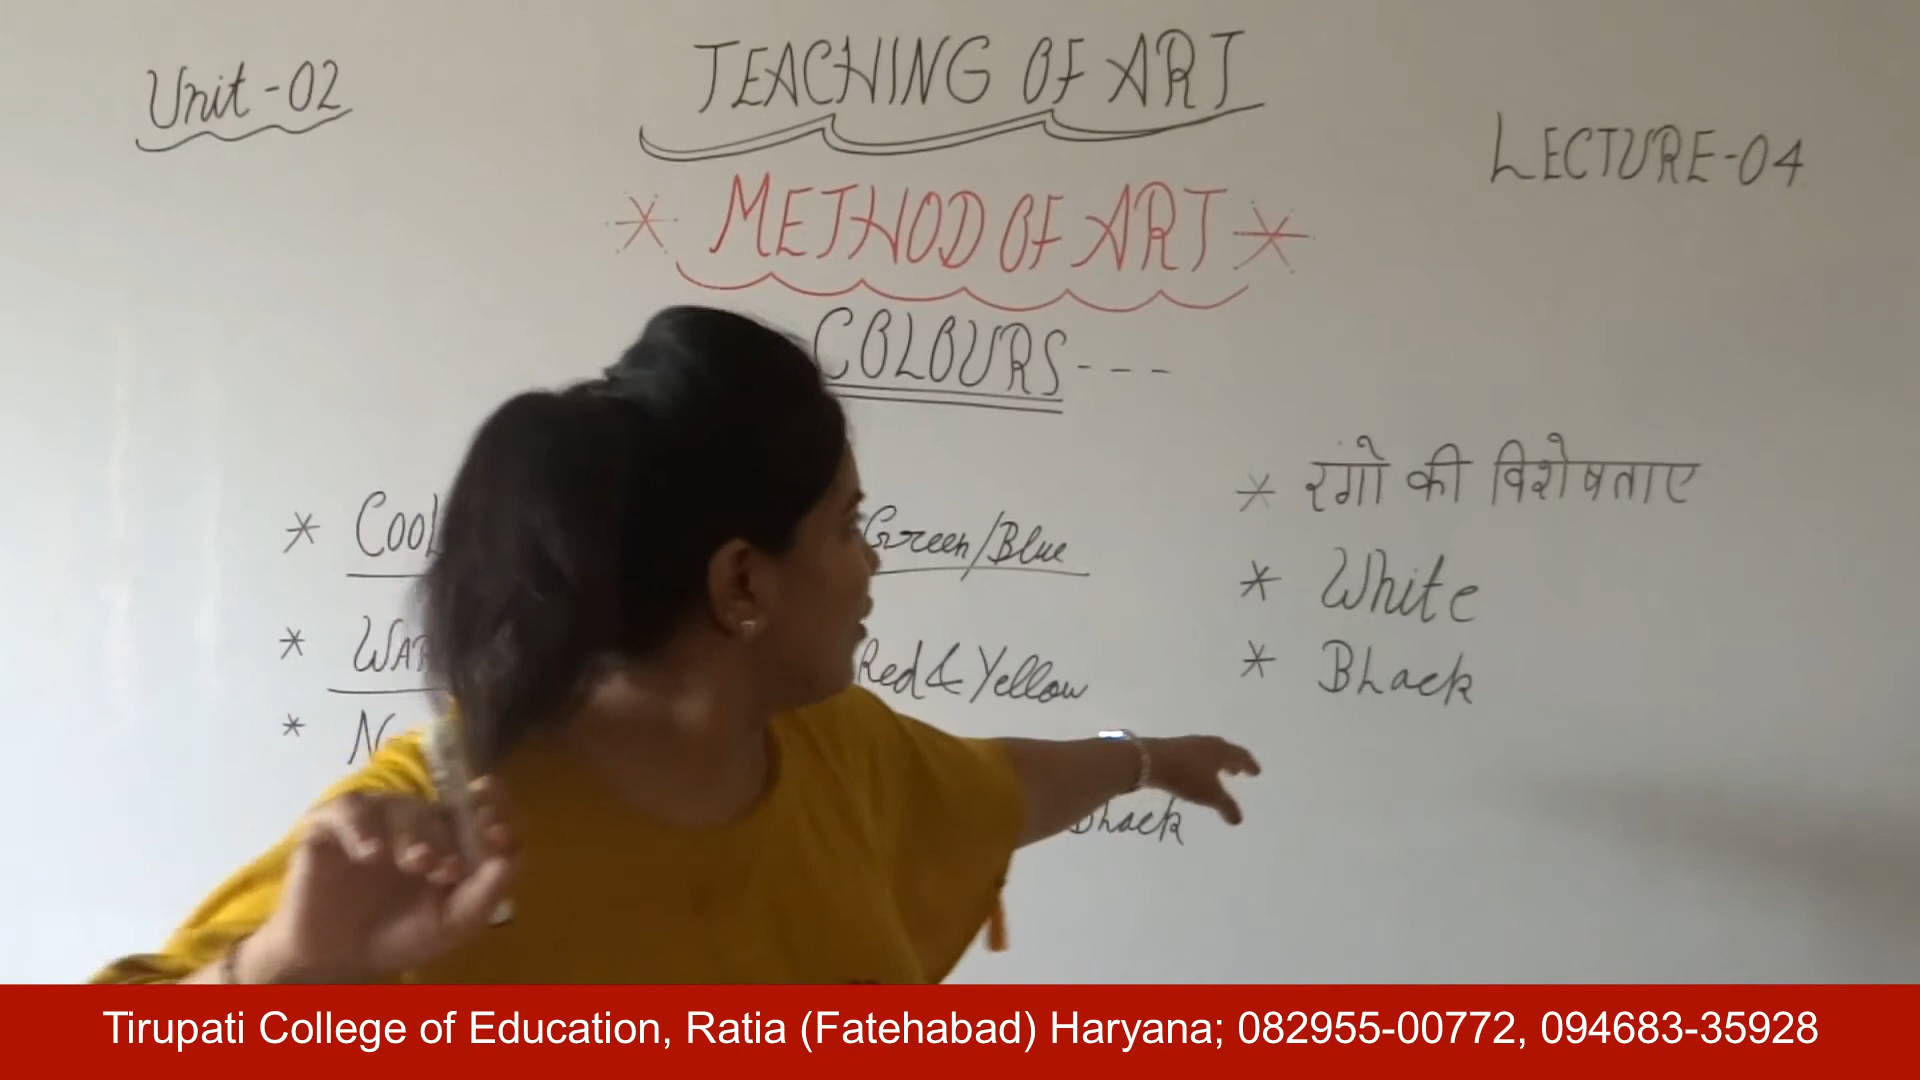 Unit-02
TEACHING OF ART
LECTURE-04
METHOD OF ART
COLOURS---
* रंगो की विशेषताए
* Cool Green/Blue
* White
* Red & Yellow
* Black
*
Black
Tirupati College of Education, Ratia (Fatehabad) Haryana; 082955-00772, 094683-35928